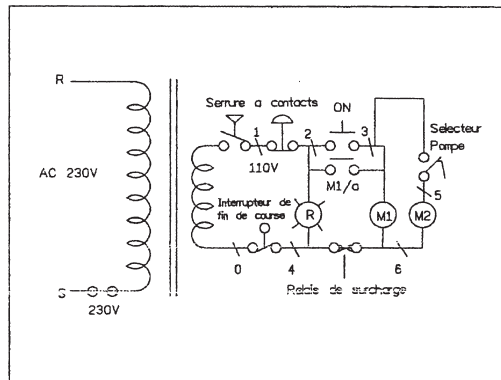 R
AC 230V
S
230V
Serrure a contacts
ON
1
2
3
110V
M1/a
Selecteur
Pompe
5
Interrupteur de
fin de course
R
M1
M2
0
4
6
Relais de surcharge